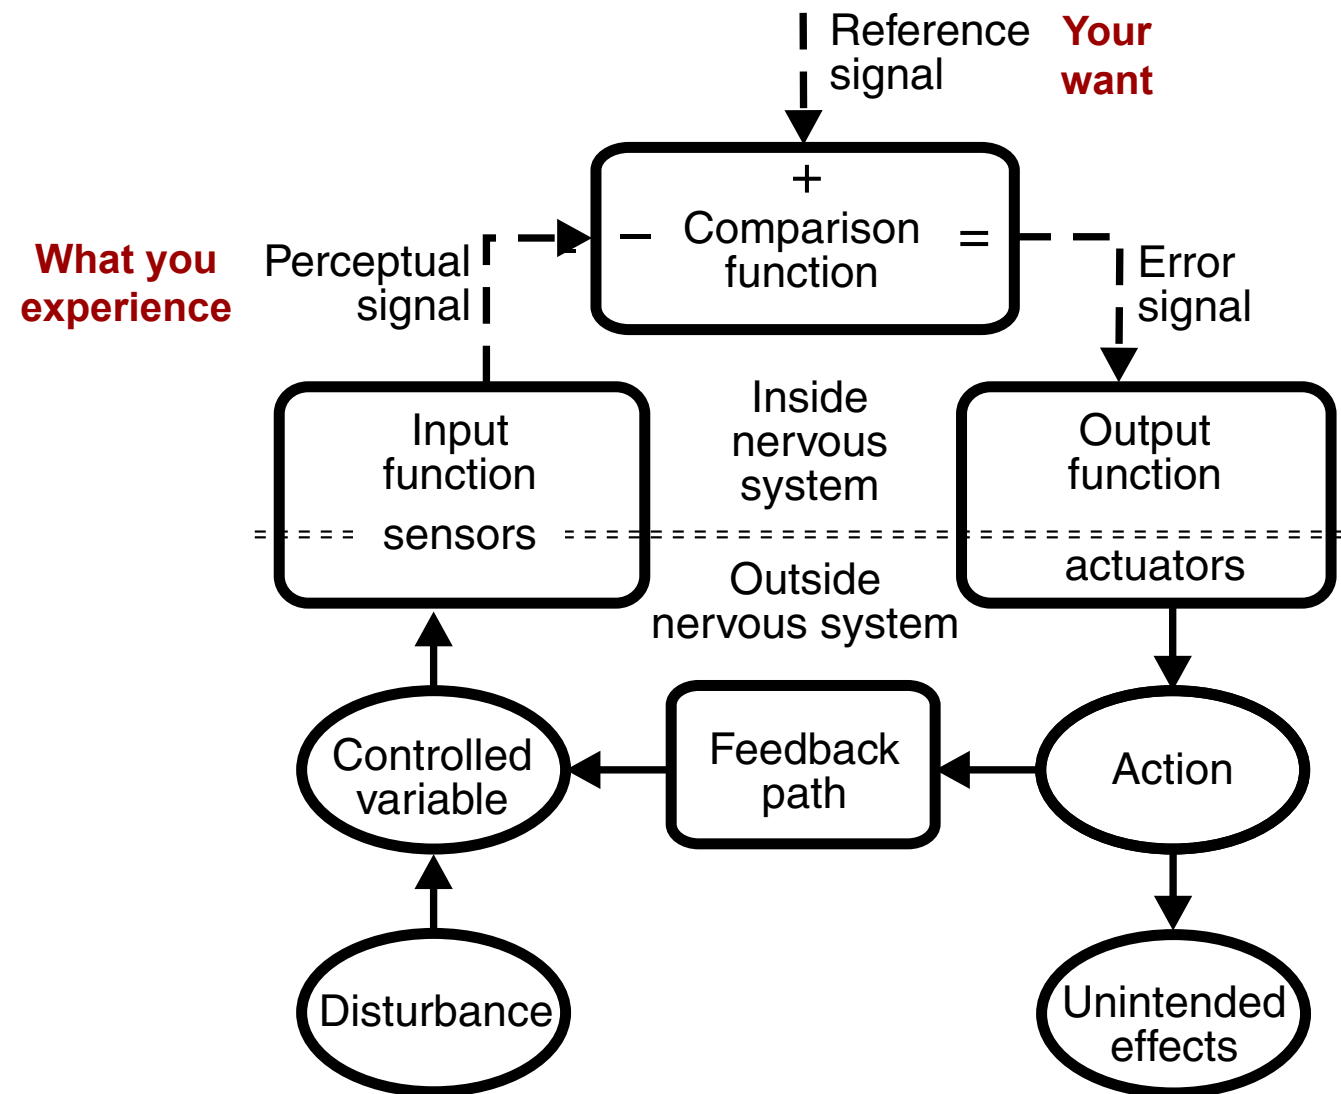 Reference
signal
Your
want
+
− Comparison =
function
What you
experience
Perceptual
signal
Error
signal
Input
function
sensors
Inside
nervous
system
Output
function
actuators
Outside
nervous system
Controlled
variable
Feedback
path
Action
Disturbance
Unintended
effects